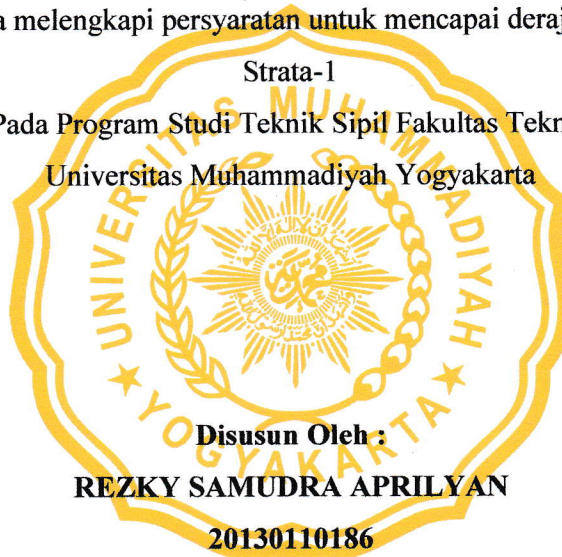 a melengkapi persyaratan untuk mencapai deraj
Strata-1
Pada Program Studi Teknik Sipil Fakultas Tekn
Universitas Muhammadiyah Yogyakarta
UNIVERSITAS MUHAMMADIYAH
YOGYAKARTA
Disusun Oleh :
REZKY SAMUDRA APRILYAN
20130110186